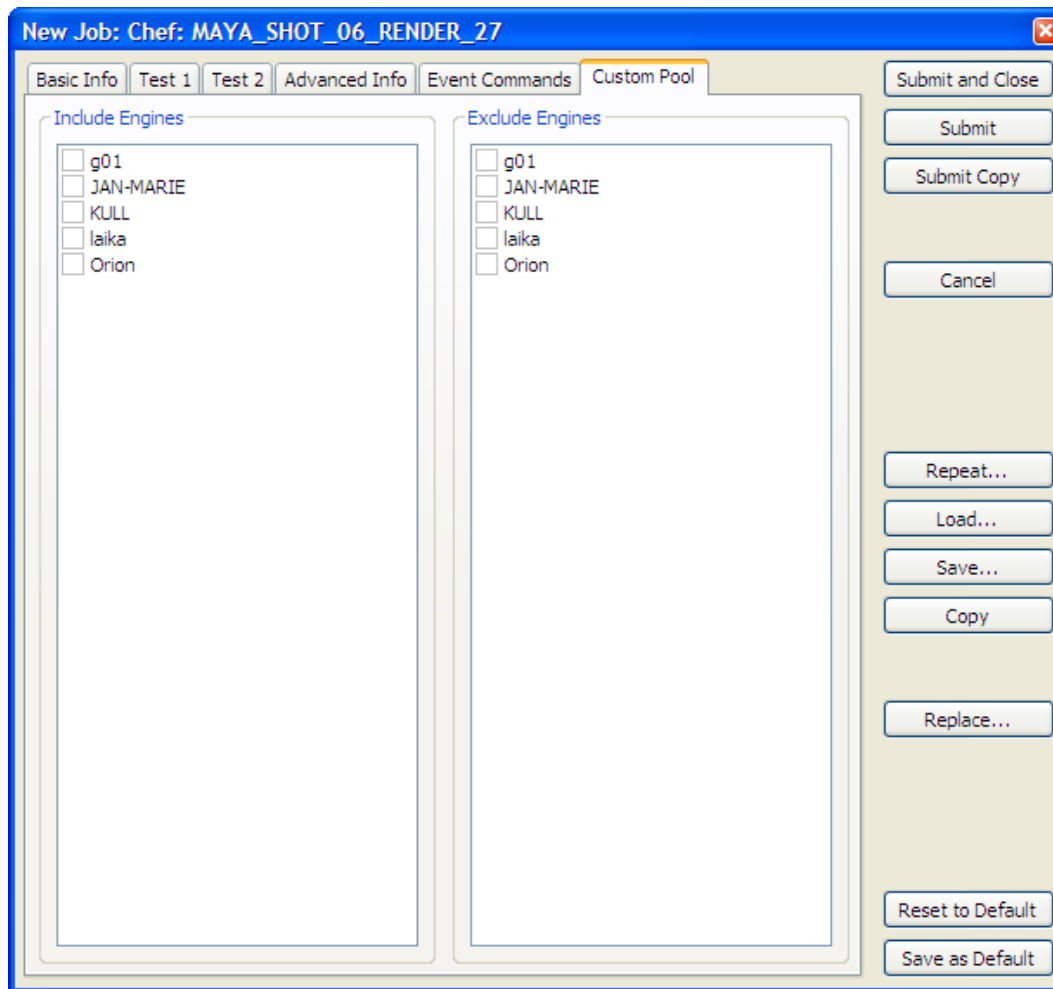 New Job: Chef: MAYA_SHOT_06_RENDER_27
Basic Info Test 1 Test 2 Advanced Info Event Commands Custom Pool
Include Engines
g01
JAN-MARIE
KULL
laika
Orion
Exclude Engines
g01
JAN-MARIE
KULL
laika
Orion
Submit and Close
Submit
Submit Copy
Cancel
Repeat...
Load...
Save...
Copy
Replace...
Reset to Default
Save as Default